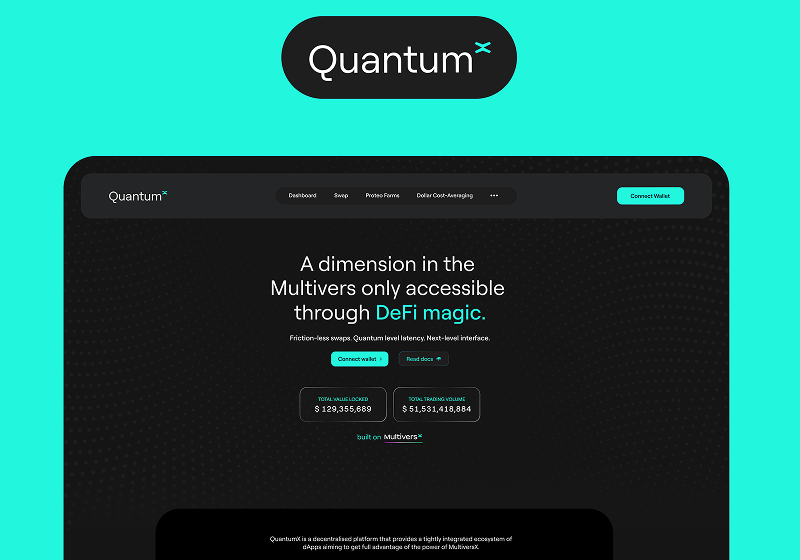 Quantumx
Quantumx
Dashboard
Swap
Proteo Farms
Dollar Cost-Averaging
•••
Connect Wallet
A dimension in the
Multivers only accessible
through DeFi magic.
Friction-less swaps. Quantum level latency. Next-level interface.
Connect wallet
Read docs
TOTAL VALUE LOCKED
$ 129,355,689
TOTAL TRADING VOLUME
$ 51,531,418,884
built on Multiversx
QuantumX is a decentralised platform that provides a tightly integrated ecosystem of
dApps aiming to get full advantage of the power of MultiversX.